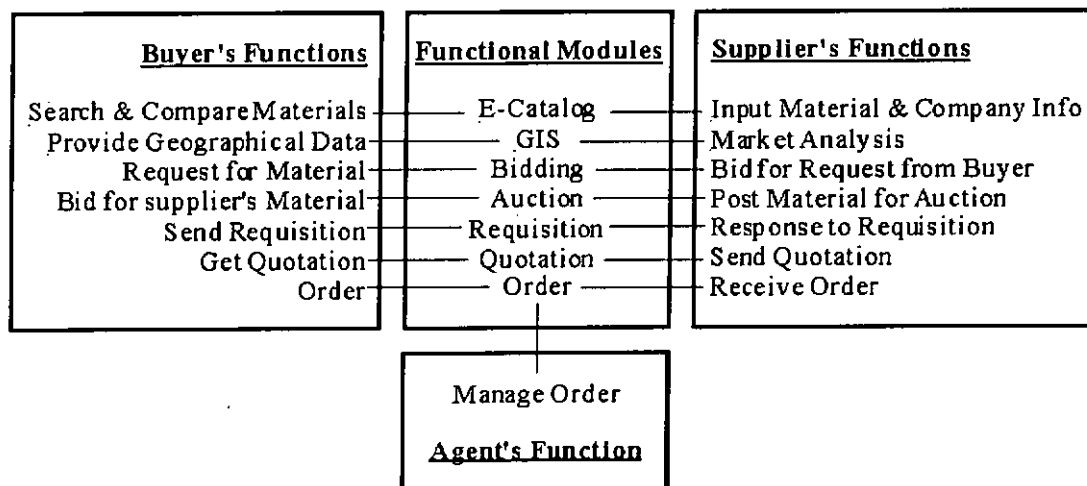 Buyer's Functions
Search & Compare Materials
Provide Geographical Data
Request for Material
Bid for supplier's Material
Send Requisition
Get Quotation
Order
Functional Modules
E-Catalog
GIS
Bidding
Auction
Requisition
Quotation
Order
Supplier's Functions
Input Material & Company Info
Market Analysis
Bid for Request from Buyer
Post Material for Auction
Response to Requisition
Send Quotation
Receive Order
Manage Order
Agent's Function